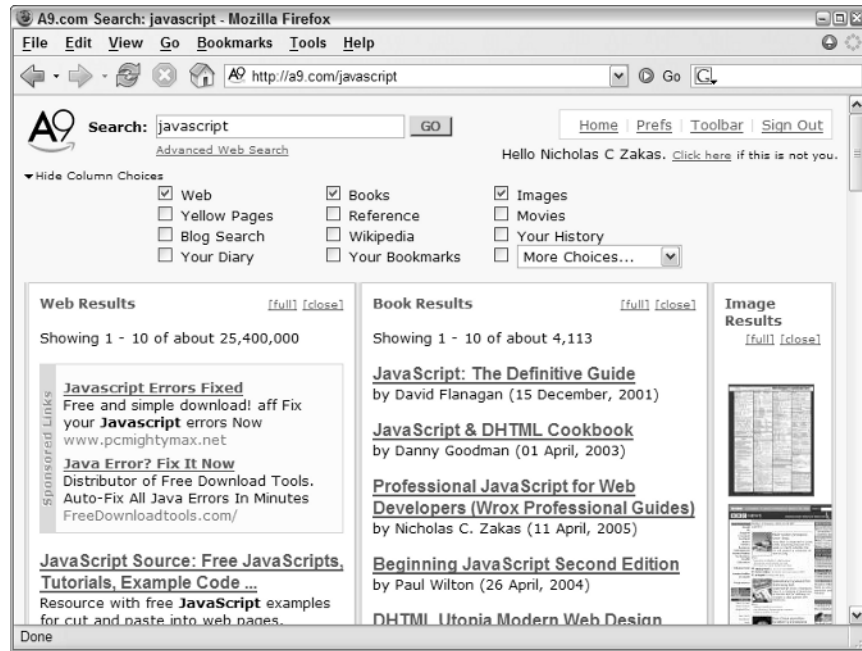 A9.com Search: javascript - Mozilla Firefox
File Edit View Go Bookmarks Tools Help
A9 http://a9.com/javascript Go G
A9 Search: javascript GO
Home | Prefs | Toolbar | Sign Out
Advanced Web Search
Hello Nicholas C Zakas. Click here if this is not you.
Hide Column Choices
Web Books Images
Yellow Pages Reference Movies
Blog Search Wikipedia Your History
Your Diary Your Bookmarks More Choices...
Web Results [full] [close]
Showing 1 - 10 of about 25,400,000
Sponsored Links
Javascript Errors Fixed
Free and simple download! aff Fix
your Javascript errors Now
www.pcmightymax.net
Java Error? Fix It Now
Distributor of Free Download Tools.
Auto-Fix All Java Errors In Minutes
FreeDownloadtools.com/
JavaScript Source: Free JavaScripts,
Tutorials, Example Code ...
Resource with free JavaScript examples
for cut and paste into web pages.
Book Results [full] [close]
Showing 1 - 10 of about 4,113
JavaScript: The Definitive Guide
by David Flanagan (15 December, 2001)
JavaScript & DHTML Cookbook
by Danny Goodman (01 April, 2003)
Professional JavaScript for Web
Developers (Wrox Professional Guides)
by Nicholas C. Zakas (11 April, 2005)
Beginning JavaScript Second Edition
by Paul Wilton (26 April, 2004)
DHTML Utopia Modern Web Design
Image
Results
[full] [close]
Done